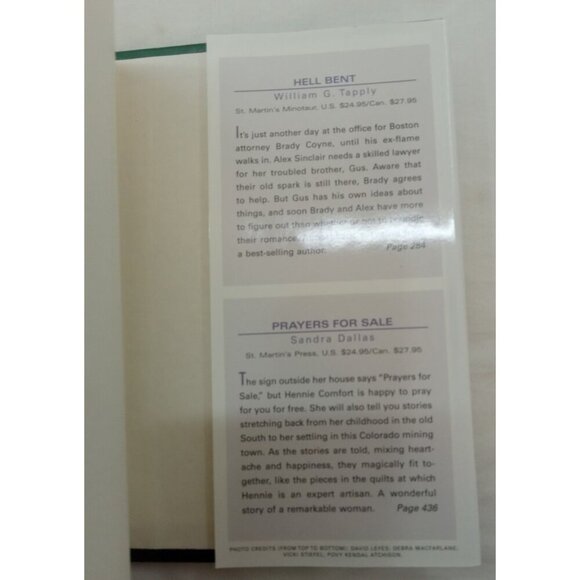 HELL BENT
William G. Tapply
St. Martin's Minotaur, U.S. $24.95/Can. $27.95
It's just another day at the office for Boston
attorney Brady Coyne, until his ex-flame
walks in. Alex Sinclair needs a skilled lawyer
for her troubled brother, Gus. Aware that
their old spark is still there, Brady agrees
to help. But Gus has his own ideas about
things, and soon Brady and Alex have more
to figure out than whether or not to
their romance.
a best-selling author. Page 284
PRAYERS FOR SALE
Sandra Dallas
St. Martin's Press, U.S. $24.95/Can. $27.95
The sign outside her house says "Prayers for
Sale," but Hennie Comfort is happy to pray
for you for free. She will also tell you stories
stretching back from her childhood in the old
South to her settling in this Colorado mining
town. As the stories are told, mixing heart-
ache and happiness, they magically fit to-
gether, like the pieces in the quilts at which
Hennie is an expert artisan. A wonderful
story of a remarkable woman. Page 436
PHOTO CREDITS (FROM TOP TO BOTTOM): DAVID LEYES; DEBRA MACFARLANE;
VICKI STIEFEL; POVY KENDAL ATCHISON.